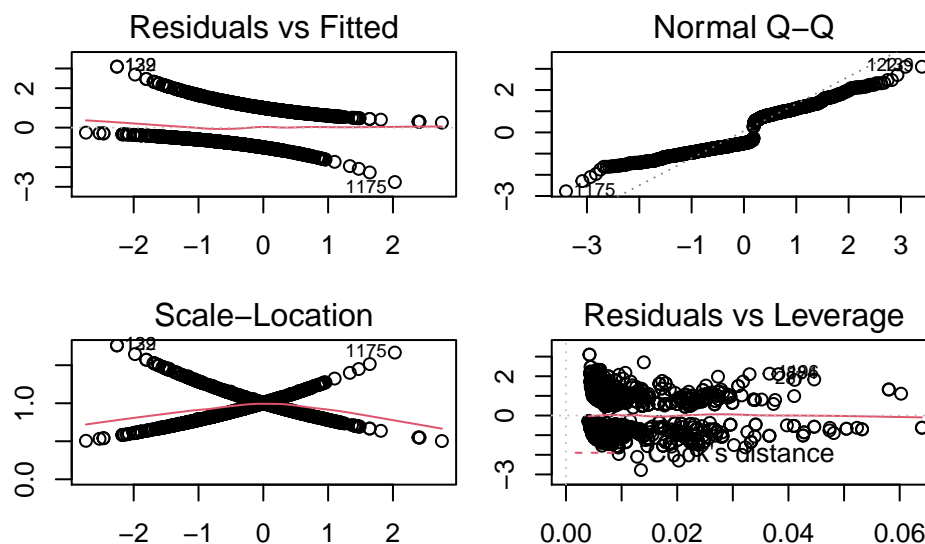 Residuals vs Fitted
139
2
0
−3
1175
−2 −1 0 1 2
Normal Q−Q
2
0
−3
1175
−3 −1 0 1 2 3
Scale−Location
139
1175
1.0
0.0
−2 −1 0 1 2
Residuals vs Leverage
2
0
−3
Cook's distance
0.00 0.02 0.04 0.06